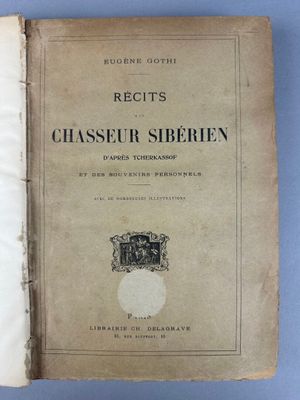 EUGÈNE GOTHI
RÉCITS
D'UN
CHASSEUR SIBÉRIEN
D'APRÈS TCHERKASSOF
ET DES SOUVENIRS PERSONNELS
AVEC DE NOMBREUSES ILLUSTRATIONS
PARIS
LIBRAIRIE CH. DELAGRAVE
15, RUE SOUFFLOT, 15